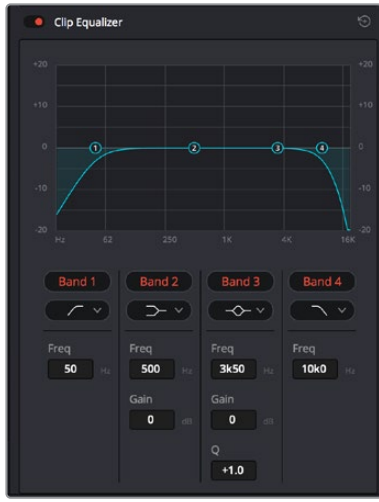 Clip Equalizer
+20 +20
+10 +10
0 0
-10 -10
-20 -20
Hz 62 250 1K 4K 16K
1 2 3 4
Band 1 Band 2 Band 3 Band 4
Freq Freq Freq Freq
50 Hz 500 Hz 3k50 Hz 10k0 Hz
Gain Gain
0 dB 0 dB
Q
+1.0